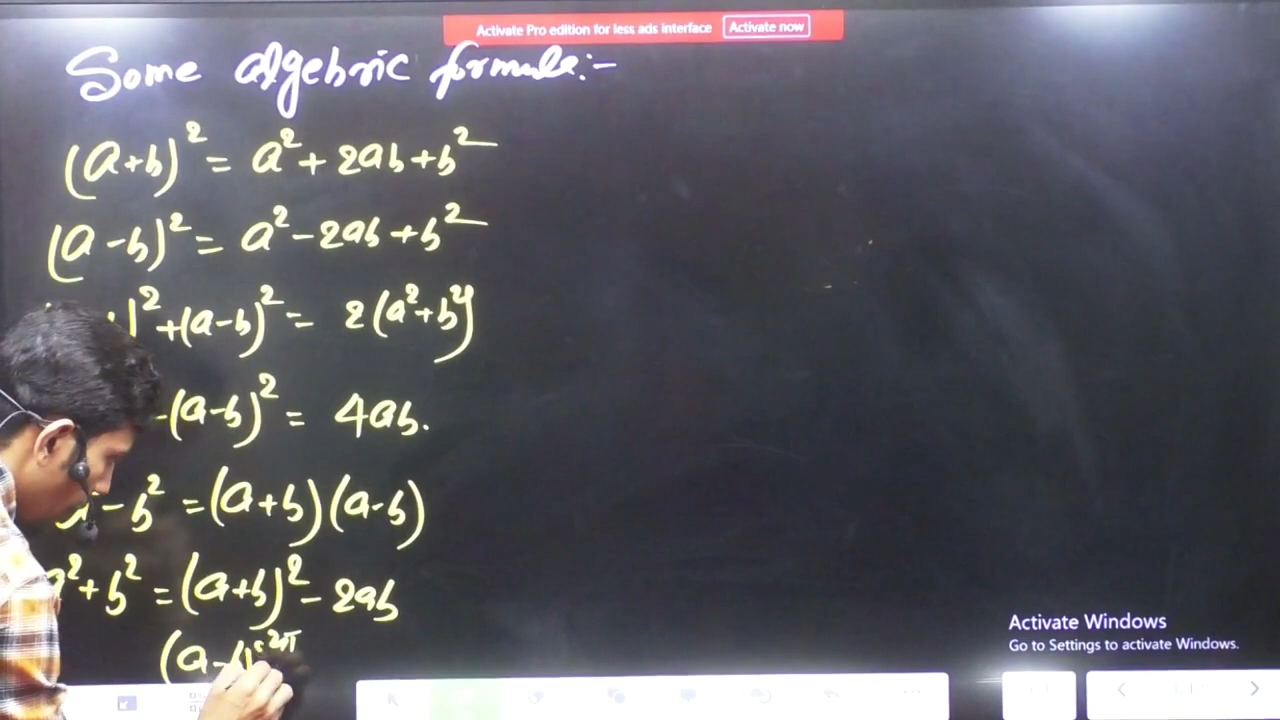 Activate Pro edition for less ads interface Activate now
Some algebric formula:-
(a+b)² = a² + 2ab + b²
(a-b)² = a² - 2ab + b²
² + (a-b)² = 2(a² + b²)
-(a-b)² = 4ab.
- b² = (a+b)(a-b)
a² + b² = (a+b)² - 2ab
(a-b)
Activate Windows
Go to Settings to activate Windows.